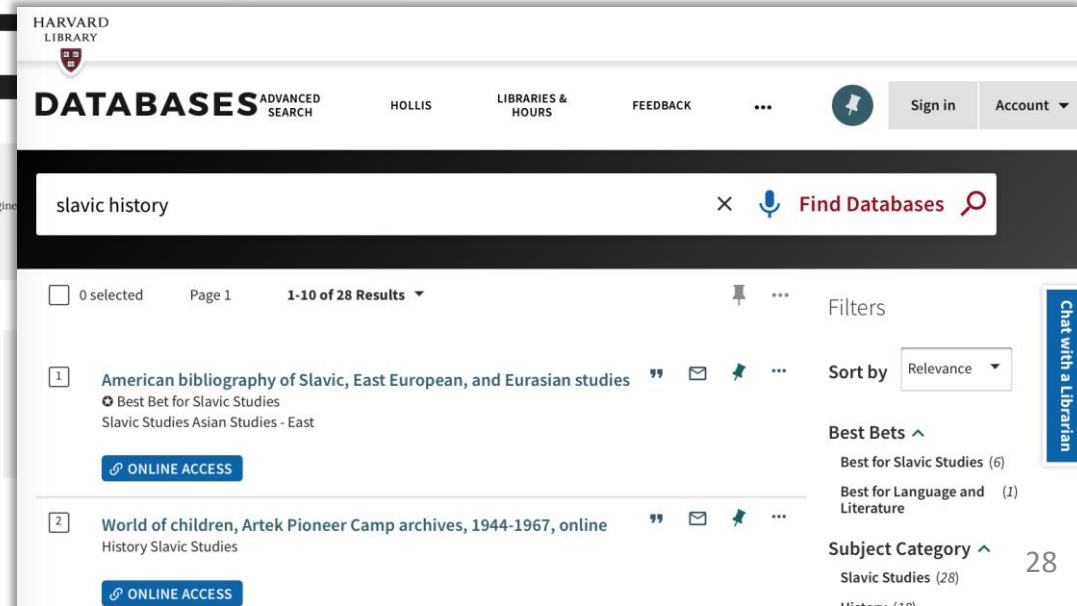 HARVARD
LIBRARY
DATABASES
ADVANCED
SEARCH
HOLLIS
LIBRARIES &
HOURS
FEEDBACK
•••
Sign in
Account
slavic history
Find Databases
0 selected
Page 1
1-10 of 28 Results
Filters
Sort by
Relevance
1
American bibliography of Slavic, East European, and Eurasian studies
Best Bet for Slavic Studies
Slavic Studies Asian Studies - East
ONLINE ACCESS
Best Bets
Best for Slavic Studies (6)
Best for Language and (1)
Literature
2
World of children, Artek Pioneer Camp archives, 1944-1967, online
History Slavic Studies
ONLINE ACCESS
Subject Category
Slavic Studies (28)
Chat with a Librarian
28